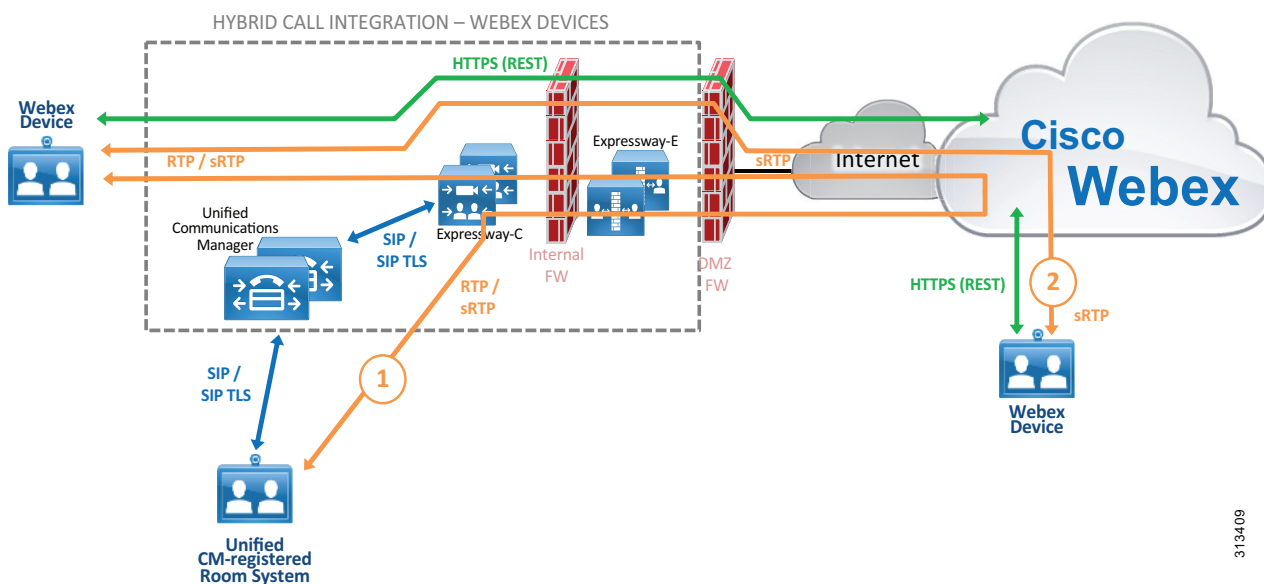 HYBRID CALL INTEGRATION – WEBEX DEVICES
HTTPS (REST)
Webex
Device
RTP / sRTP
Expressway-E
sRTP
Internet
Cisco
Webex
Unified
Communications
Manager
SIP /
SIP TLS
Expressway-C
Internal
FW
DMZ
FW
RTP /
sRTP
HTTPS (REST)
2
sRTP
SIP /
SIP TLS
1
Webex
Device
Unified
CM-registered
Room System
313409